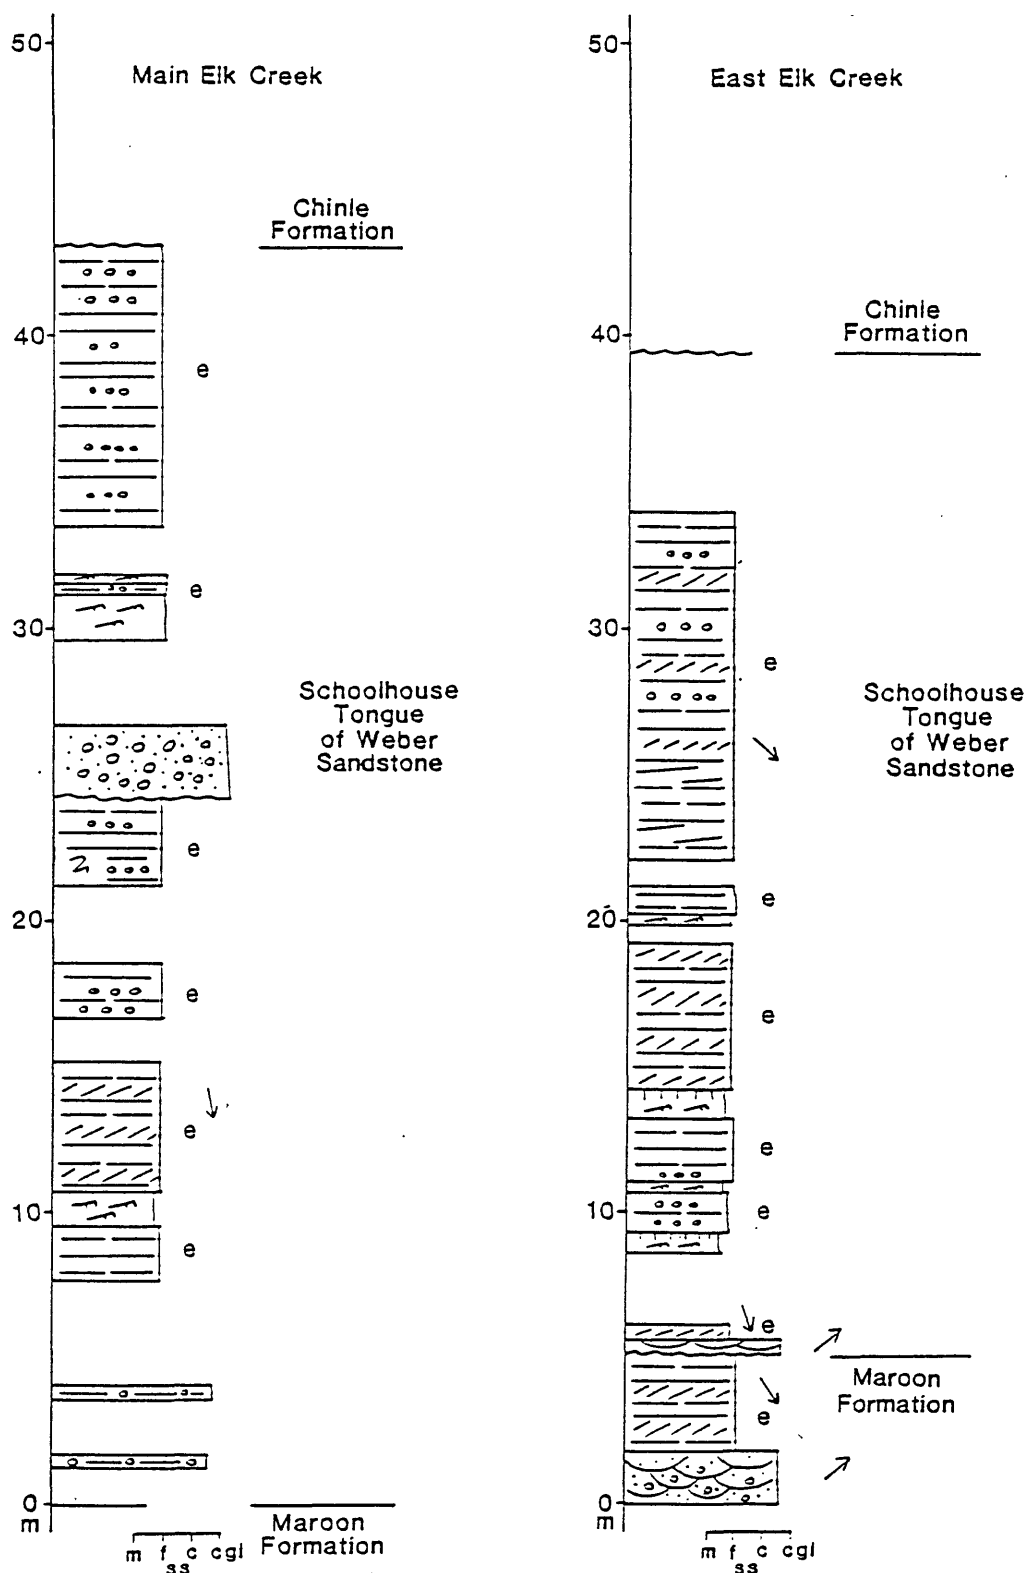 50
Main Elk Creek
Chinle
Formation
40
e
e
30
Schoolhouse
Tongue
of Weber
Sandstone
e
20
e
e
10
e
0
m
Maroon
Formation
m f c cgl
ss
50
East Elk Creek
Chinle
Formation
40
30
e
Schoolhouse
Tongue
of Weber
Sandstone
e
20
e
e
10
e
e
Maroon
Formation
e
0
m
m f c cgl
ss